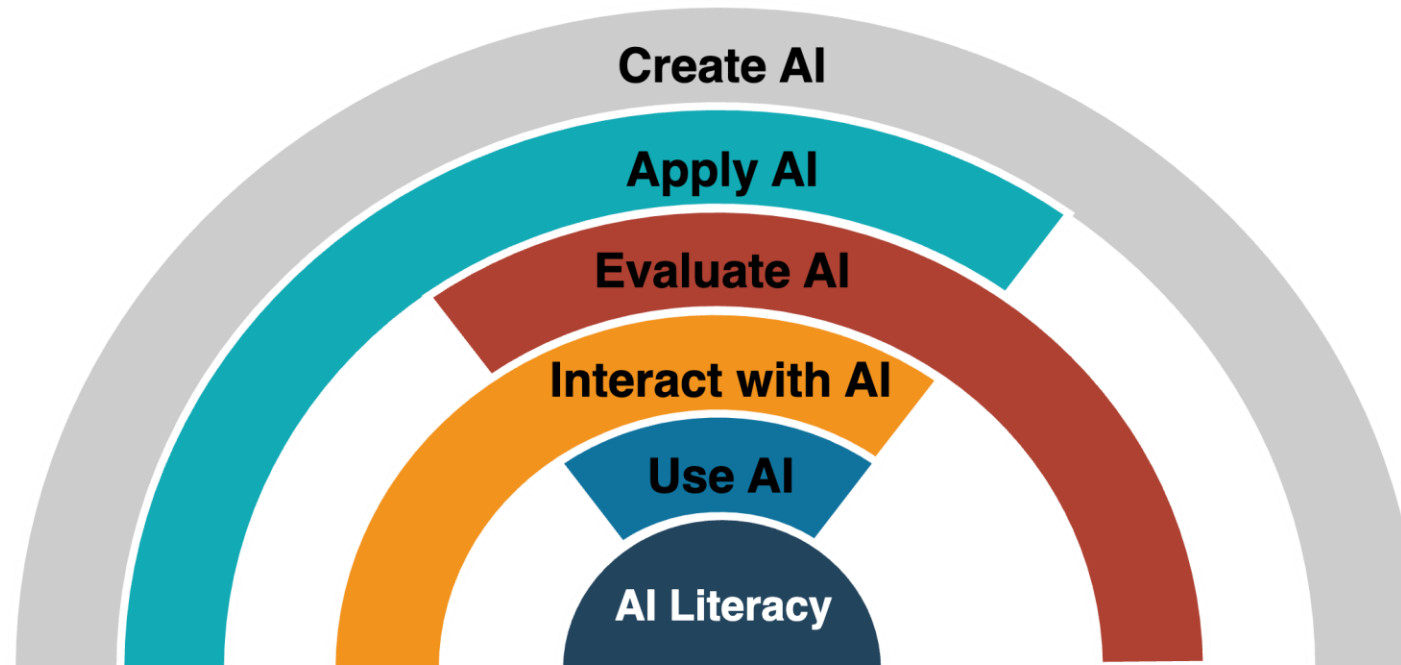 Create AI
Apply AI
Evaluate AI
Interact with AI
Use AI
AI Literacy